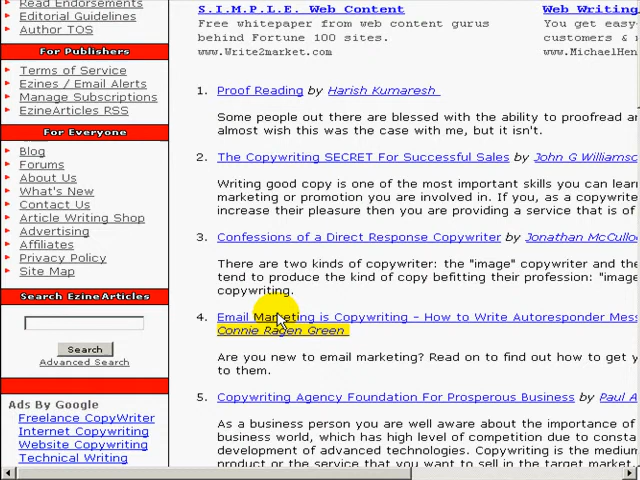 Read Endorsements
Editorial Guidelines
Author TOS
For Publishers
Terms of Service
Ezines / Email Alerts
Manage Subscriptions
EzineArticles RSS
For Everyone
Blog
Forums
About Us
What's New
Contact Us
Article Writing Shop
Advertising
Affiliates
Privacy Policy
Site Map
Search EzineArticles
Search
Advanced Search
Ads By Google
Freelance CopyWriter
Internet Copywriting
Website Copywriting
Technical Writing
S.I.M.P.L.E. Web Content
Free whitepaper from web content gurus
behind Fortune 100 sites.
www.Write2market.com
Web Writing
You get easy
customers & m
www.MichaelHen
1. Proof Reading by Harish Kumaresh
Some people out there are blessed with the ability to proofread a
almost wish this was the case with me, but it isn't.
2. The Copywriting SECRET For Successful Sales by John G Williamso
Writing good copy is one of the most important skills you can lear
marketing or promotion you are involved in. If you, as a copywrite
increase their pleasure then you are providing a service that is of
3. Confessions of a Direct Response Copywriter by Jonathan McCullo
There are two kinds of copywriter: the "image" copywriter and the
tend to produce the kind of copy befitting their profession: "image
copywriting.
4. Email Marketing is Copywriting - How to Write Autoresponder Mess
Connie Ragen Green
Are you new to email marketing? Read on to find out how to get y
to them.
5. Copywriting Agency Foundation For Prosperous Business by Paul A
As a business person you are well aware about the importance of
business world, which has high level of competition due to consta
development of advanced technologies. Copywriting is the medium
product or the service that you want to sell in the target market.